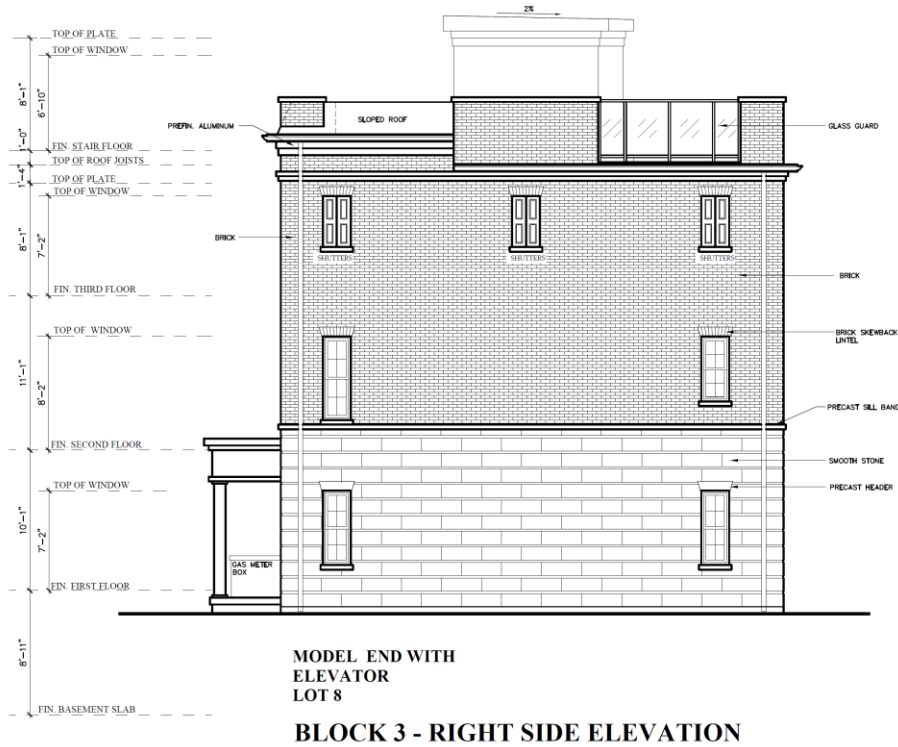 2%
TOP OF PLATE
TOP OF WINDOW
8'-1"
6'-10"
PREFIN. ALUMINUM
SLOPED ROOF
GLASS GUARD
1'-0"
FIN. STAIR FLOOR
TOP OF ROOF JOISTS
1'-4"
TOP OF PLATE
TOP OF WINDOW
8'-1"
7'-2"
BRICK
SHUTTERS
SHUTTERS
SHUTTERS
BRICK
FIN. THIRD FLOOR
TOP OF WINDOW
BRICK SKEWBACK
LINTEL
11'-1"
8'-2"
PRECAST SILL BAND
FIN. SECOND FLOOR
SMOOTH STONE
TOP OF WINDOW
PRECAST HEADER
10'-1"
7'-2"
GAS METER
BOX
FIN. FIRST FLOOR
8'-11"
FIN. BASEMENT SLAB
MODEL END WITH
ELEVATOR
LOT 8
BLOCK 3 - RIGHT SIDE ELEVATION